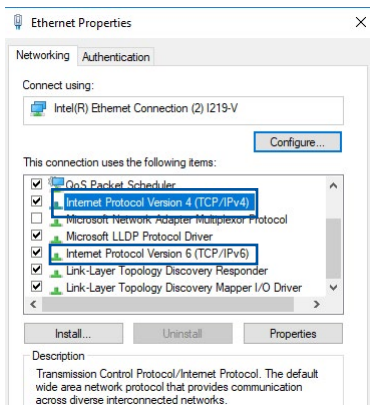 Ethernet Properties
Networking
Authentication
Connect using:
Intel(R) Ethernet Connection (2) I219-V
Configure...
This connection uses the following items:
QoS Packet Scheduler
Internet Protocol Version 4 (TCP/IPv4)
Microsoft Network Adapter Multiplexor Protocol
Microsoft LLDP Protocol Driver
Internet Protocol Version 6 (TCP/IPv6)
Link-Layer Topology Discovery Responder
Link-Layer Topology Discovery Mapper I/O Driver
Install...
Uninstall
Properties
Description
Transmission Control Protocol/Internet Protocol. The default
wide area network protocol that provides communication
across diverse interconnected networks.